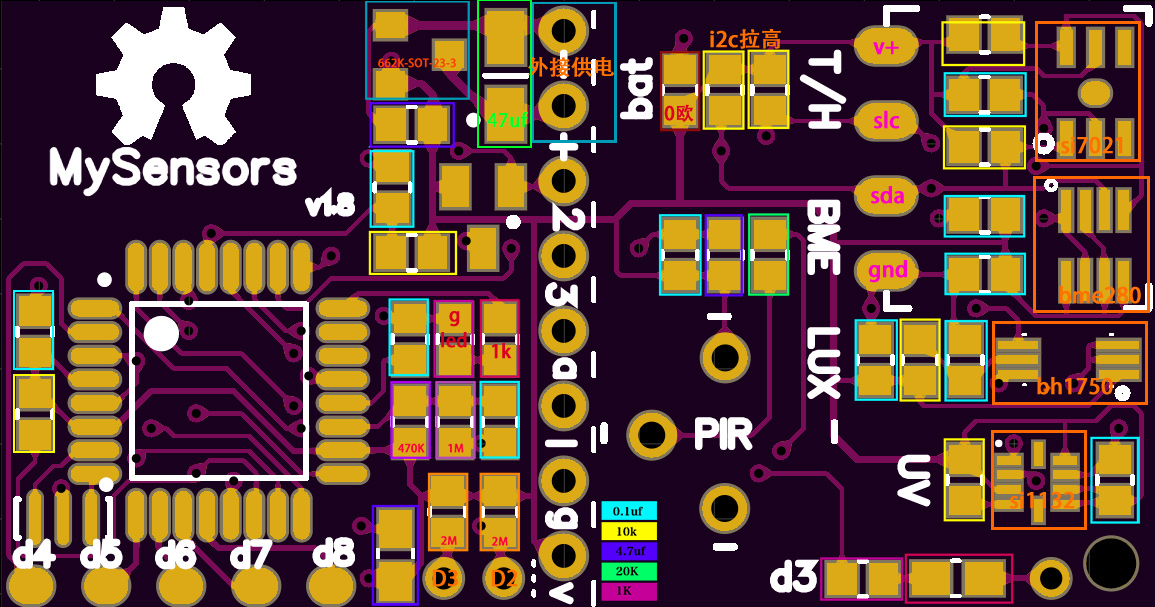 MySensors
v1.8
662K-SOT-23-3
47uf
外接供电
+
2
3
a
l
g
v
bat
0欧
i2c拉高
T/H
BME
LUX
UV
PIR
v+
slc
sda
gnd
si7021
bme280
bh1750
si1132
g
led
1k
470K
1M
2M
2M
D3
D2
d4
d5
d6
d7
d8
d3
0.1uf
10k
4.7uf
20K
1K